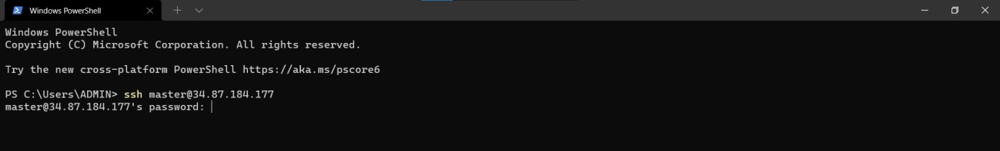 Windows PowerShell
Windows PowerShell
Copyright (C) Microsoft Corporation. All rights reserved.
Try the new cross-platform PowerShell https://aka.ms/pscore6
PS C:\Users\ADMIN> ssh master@34.87.184.177
master@34.87.184.177's password: